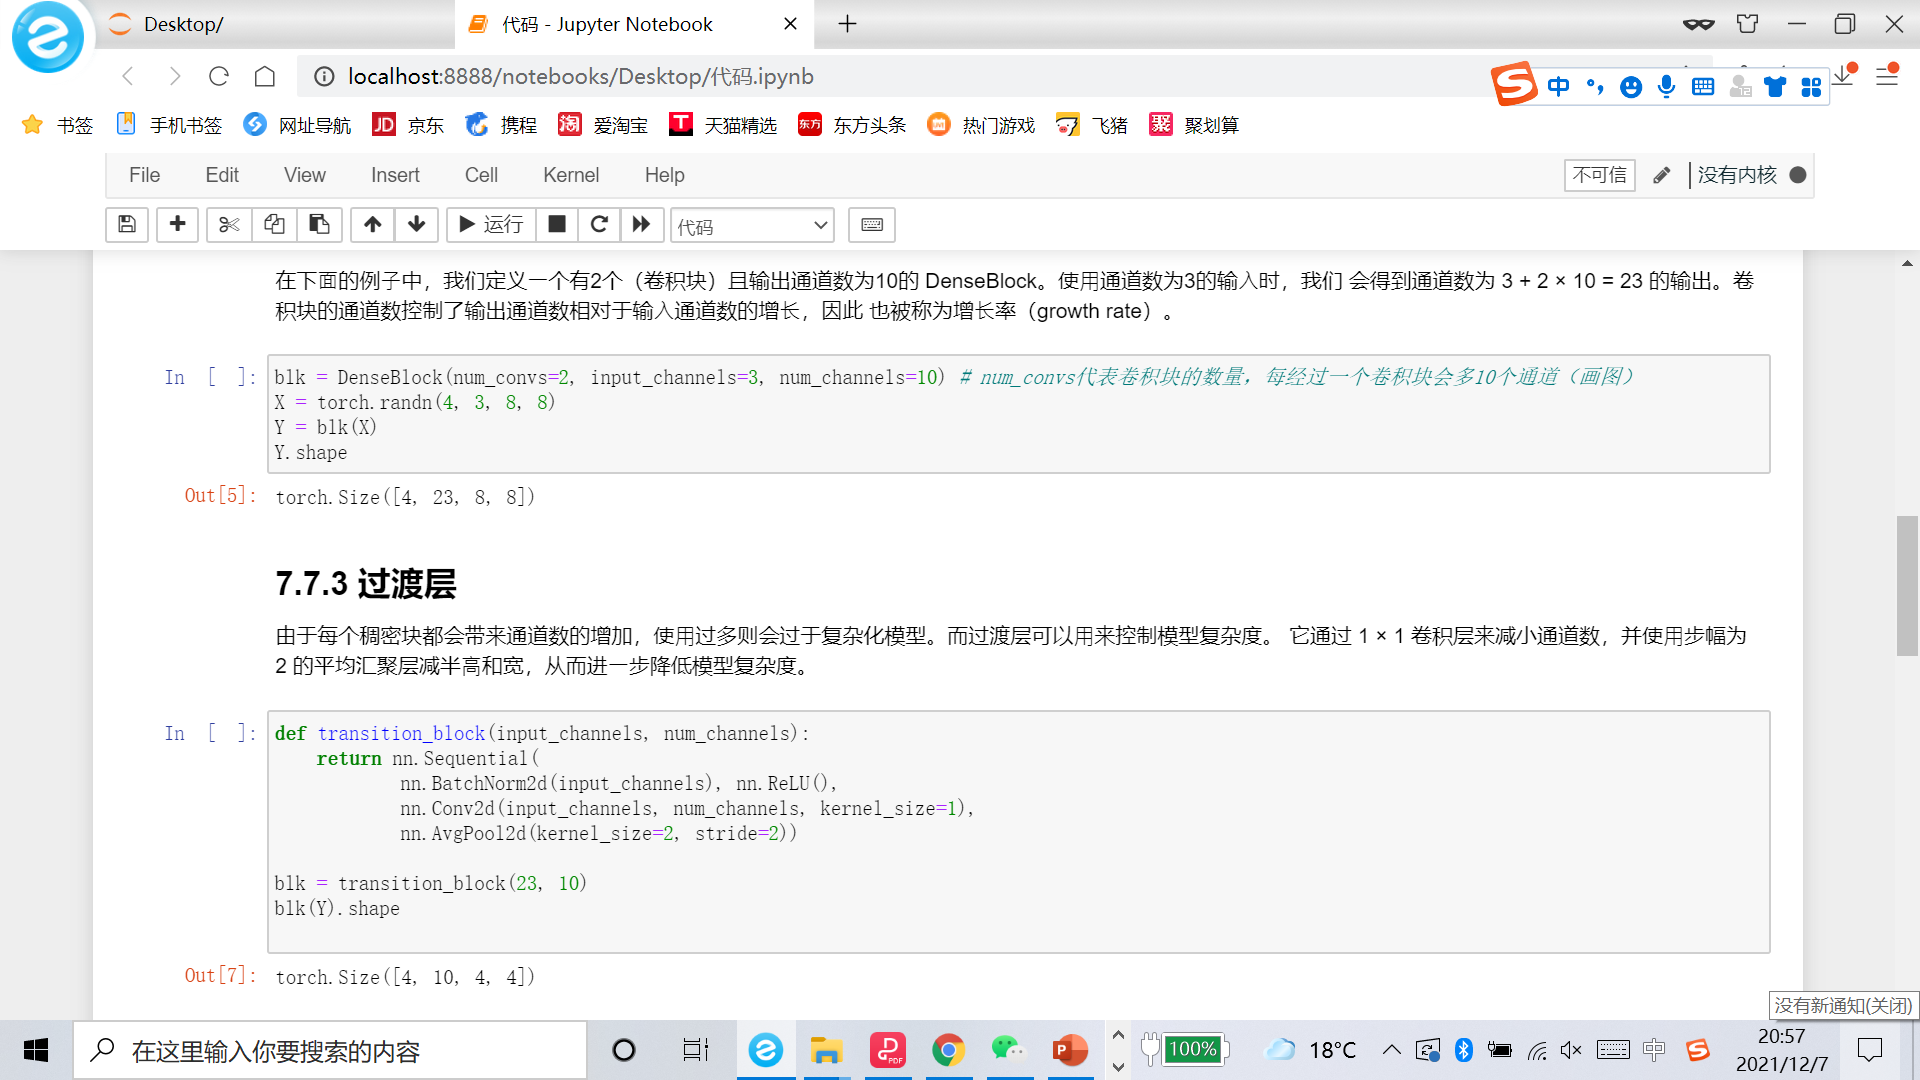 Desktop/
代码 - Jupyter Notebook
localhost:8888/notebooks/Desktop/代码.ipynb
中
书签
手机书签
网址导航
JD 京东
携程
淘 爱淘宝
T 天猫精选
东方 东方头条
热门游戏
飞猪
聚 聚划算
File
Edit
View
Insert
Cell
Kernel
Help
不可信
没有内核
运行
代码
在下面的例子中，我们定义一个有2个（卷积块）且输出通道数为10的 DenseBlock。使用通道数为3的输入时，我们 会得到通道数为 3 + 2 × 10 = 23 的输出。卷
积块的通道数控制了输出通道数相对于输入通道数的增长，因此 也被称为增长率（growth rate）。
In [ ]: blk = DenseBlock(num_convs=2, input_channels=3, num_channels=10) # num_convs代表卷积块的数量，每经过一个卷积块会多10个通道（画图）
X = torch.randn(4, 3, 8, 8)
Y = blk(X)
Y.shape
Out[5]: torch.Size([4, 23, 8, 8])
7.7.3 过渡层
由于每个稠密块都会带来通道数的增加，使用过多则会过于复杂化模型。而过渡层可以用来控制模型复杂度。 它通过 1 × 1 卷积层来减小通道数，并使用步幅为
2 的平均汇聚层减半高和宽，从而进一步降低模型复杂度。
In [ ]: def transition_block(input_channels, num_channels):
return nn.Sequential(
nn.BatchNorm2d(input_channels), nn.ReLU(),
nn.Conv2d(input_channels, num_channels, kernel_size=1),
nn.AvgPool2d(kernel_size=2, stride=2))
blk = transition_block(23, 10)
blk(Y).shape
Out[7]: torch.Size([4, 10, 4, 4])
没有新通知(关闭)
在这里输入你要搜索的内容
PDF
100%
18°C
中
20:57
2021/12/7